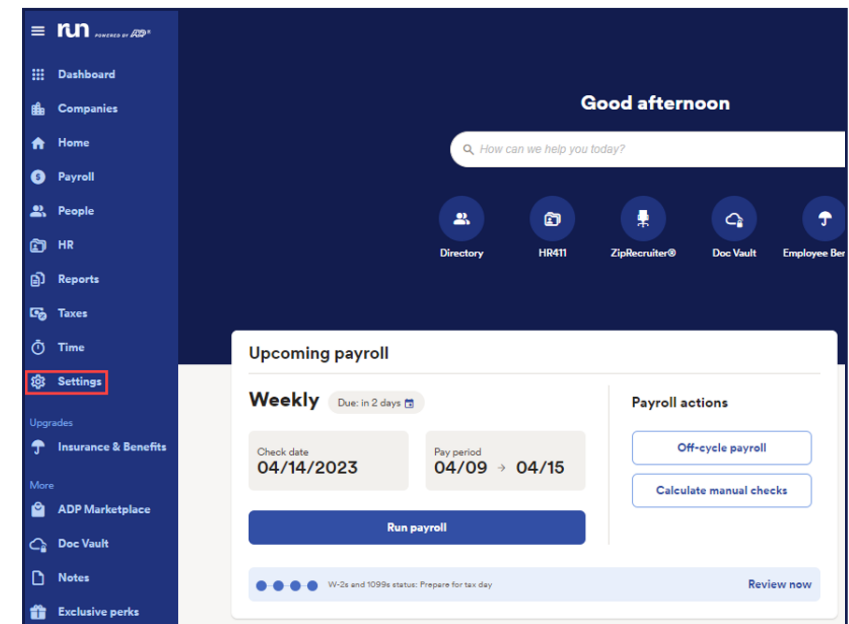 run POWERED BY ADP®
Dashboard
Companies
Home
Payroll
People
HR
Reports
Taxes
Time
Settings
Upgrades
Insurance & Benefits
More
ADP Marketplace
Doc Vault
Notes
Exclusive perks
Good afternoon
How can we help you today?
Directory
HR411
ZipRecruiter®
Doc Vault
Employee Ber
Upcoming payroll
Weekly
Due: in 2 days
Check date
04/14/2023
Pay period
04/09 → 04/15
Run payroll
Payroll actions
Off-cycle payroll
Calculate manual checks
W-2s and 1099s status: Prepare for tax day
Review now